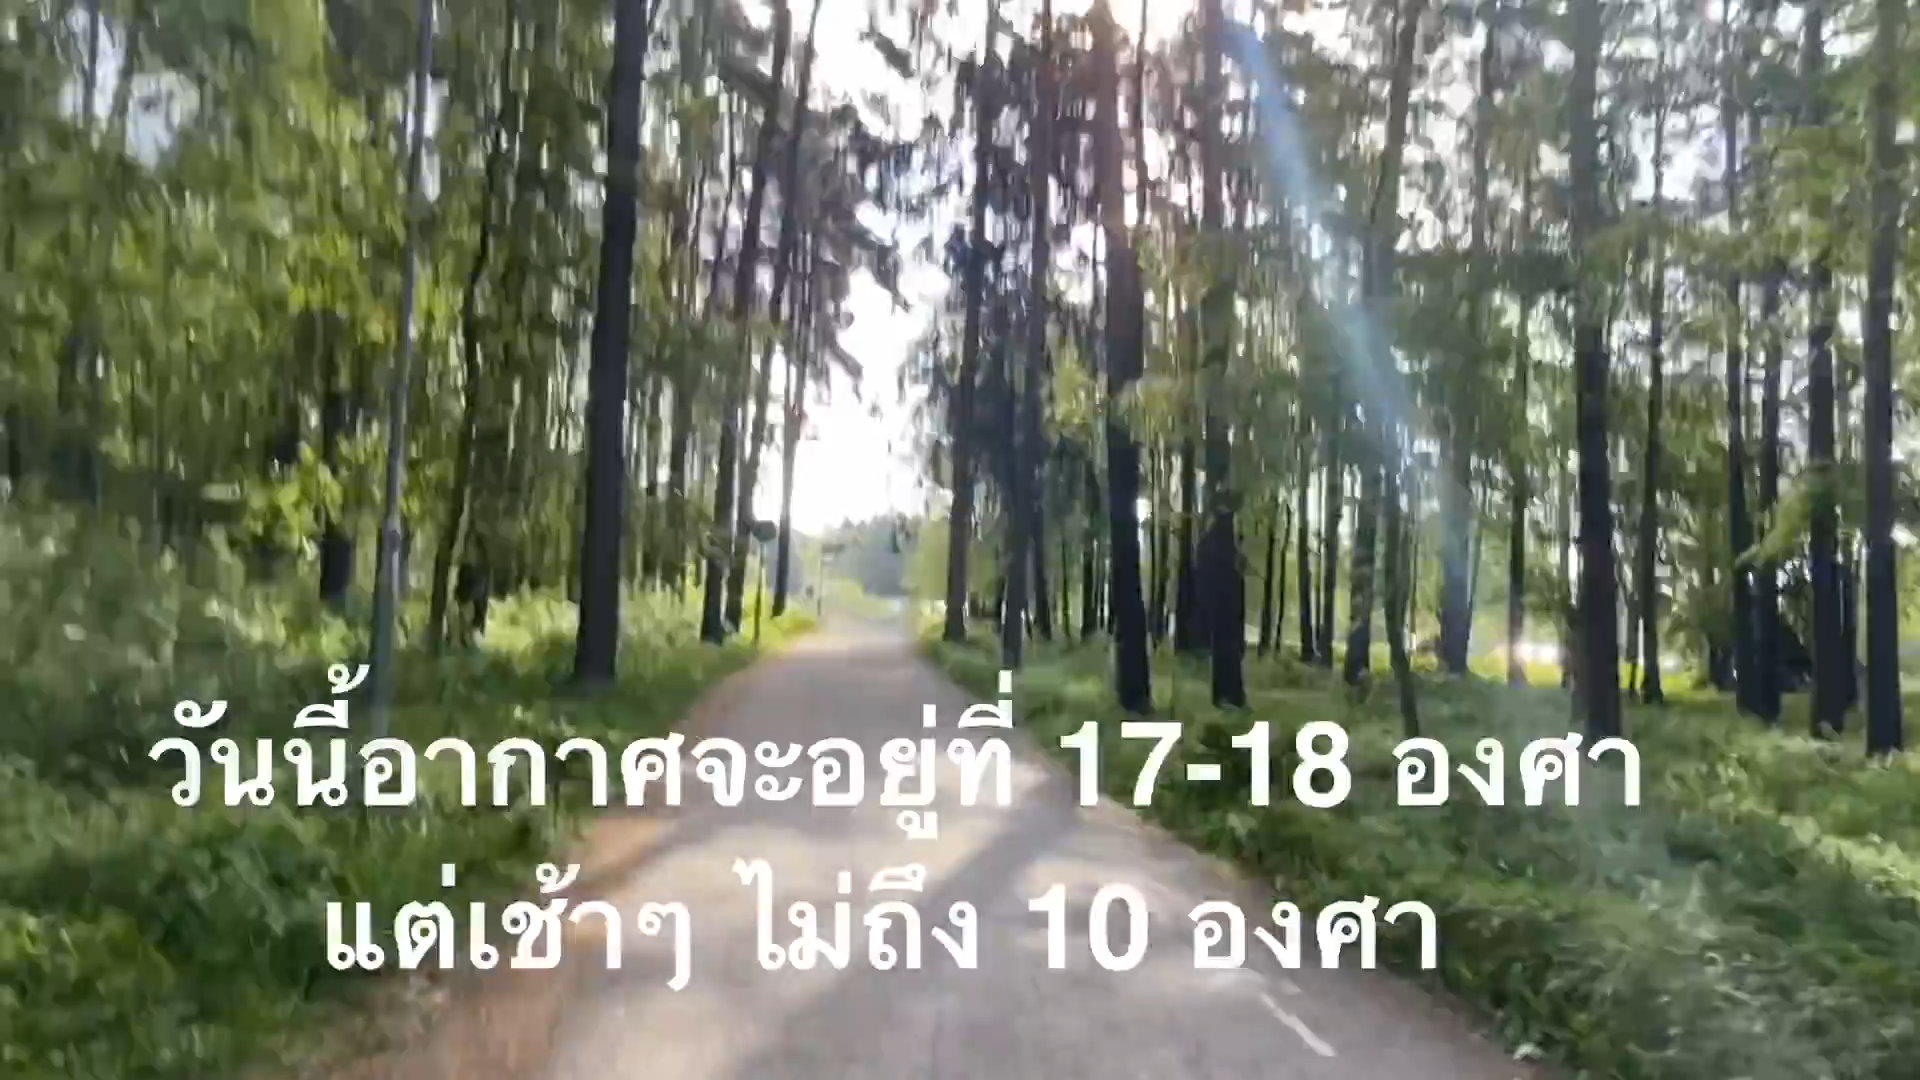 วันนี้อากาศจะอยู่ที่ 17-18 องศา
แต่เช้าๆ ไม่ถึง 10 องศา